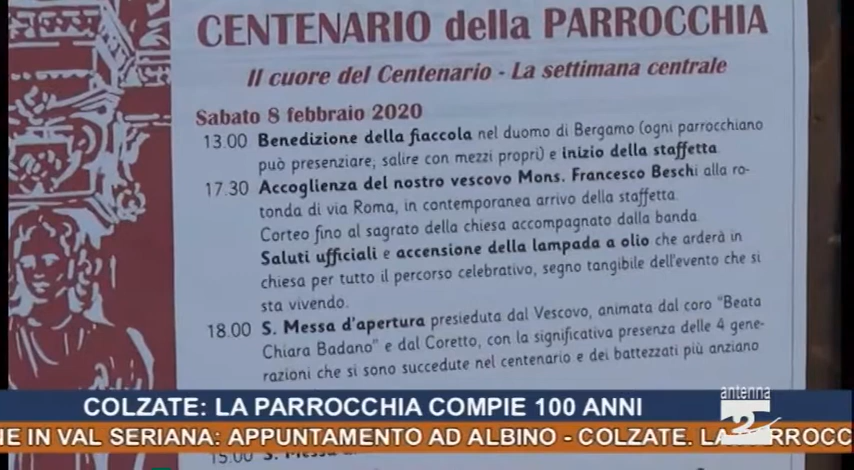 CENTENARIO della PARROCCHIA
Il cuore del Centenario - La settimana centrale
Sabato 8 febbraio 2020
13.00 Benedizione della fiaccola nel duomo di Bergamo (ogni parrocchiano
può presenziare, salire con mezzi propri) e inizio della staffetta
17.30 Accoglienza del nostro vescovo Mons. Francesco Beschi alla ro-
tonda di via Roma, in contemporanea arrivo della staffetta
Corteo fino al sagrato della chiesa accompagnato dalla banda
Saluti ufficiali e accensione della lampada a olio che arderà in
chiesa per tutto il percorso celebrativo, segno tangibile dell'evento che si
sta vivendo.
18.00 S. Messa d'apertura presieduta dal Vescovo, animata dal coro "Beata
Chiara Badano" e dal Coretto, con la significativa presenza delle 4 gene-
razioni che si sono succedute nel centenario e dei battezzati più anziano
COLZATE: LA PARROCCHIA COMPIE 100 ANNI
antenna
2
NE IN VAL SERIANA: APPUNTAMENTO AD ALBINO - COLZATE. LA PARROCC
15.00 S. Messa